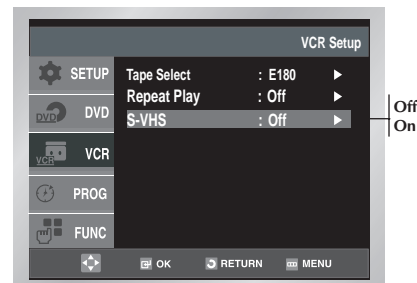 VCR Setup
SETUP
DVD DVD
VCR VCR
PROG
FUNC
Tape Select : E180 ►
Repeat Play : Off ►
S-VHS : Off ►
Off
On
OK RETURN MENU